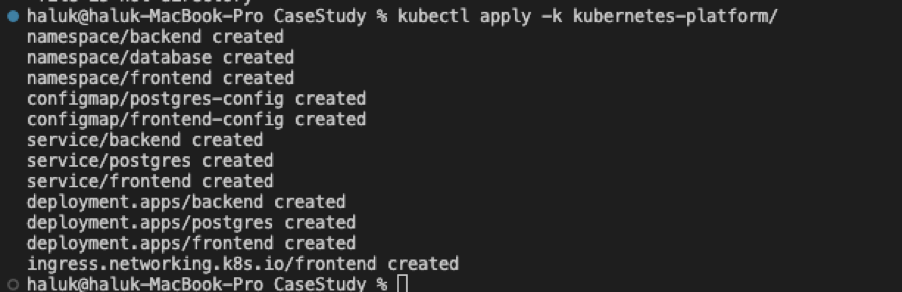 haluk@haluk-MacBook-Pro CaseStudy % kubectl apply -k kubernetes-platform/
namespace/backend created
namespace/database created
namespace/frontend created
configmap/postgres-config created
configmap/frontend-config created
service/backend created
service/postgres created
service/frontend created
deployment.apps/backend created
deployment.apps/postgres created
deployment.apps/frontend created
ingress.networking.k8s.io/frontend created
haluk@haluk-MacBook-Pro CaseStudy %